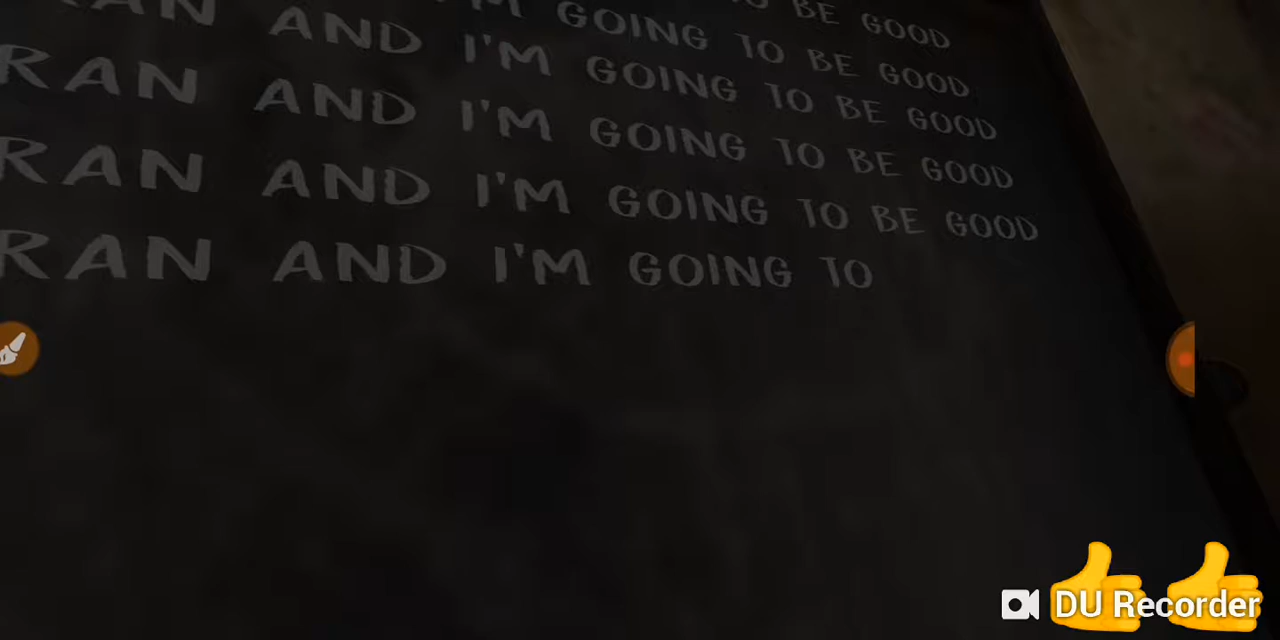 AN I'M GOING TO BE GOOD
RAN AND I'M GOING TO BE GOOD
RAN AND I'M GOING TO BE GOOD
RAN AND I'M GOING TO BE GOOD
RAN AND I'M GOING TO
DU Recorder